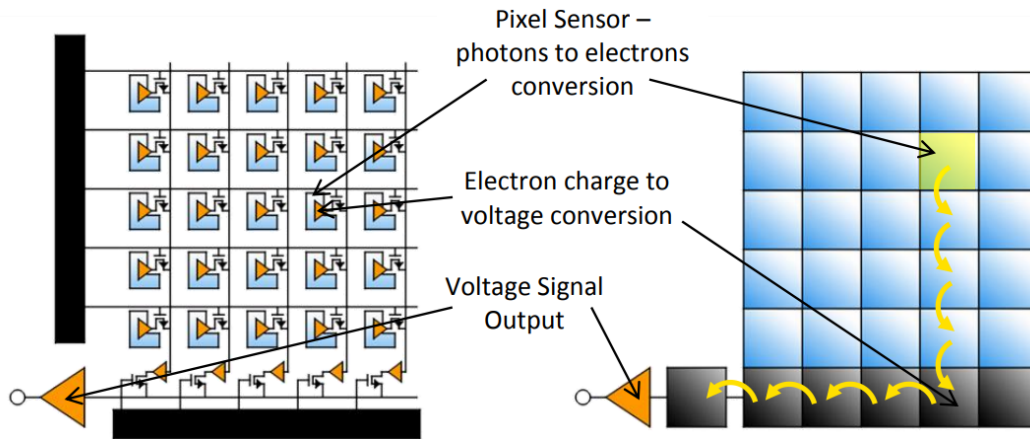 Pixel Sensor –
photons to electrons
conversion
Electron charge to
voltage conversion
Voltage Signal
Output